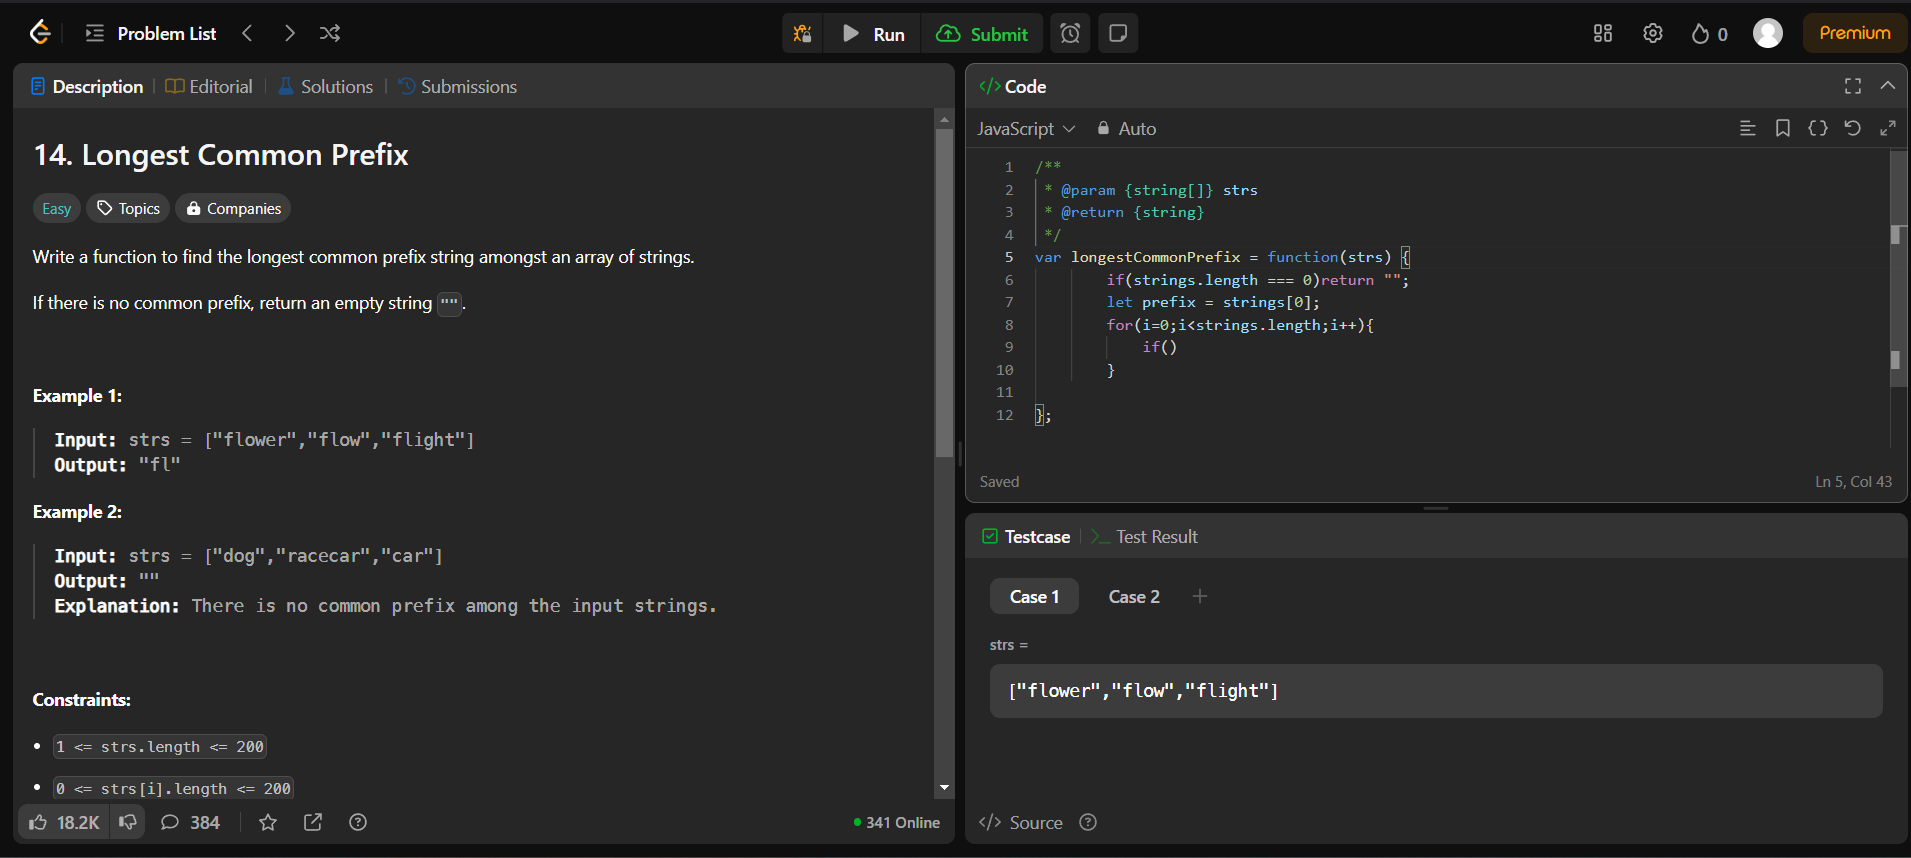 Problem List
Run
Submit
0
Premium
Description
Editorial
Solutions
Submissions
14. Longest Common Prefix
Easy
Topics
Companies
Write a function to find the longest common prefix string amongst an array of strings.
If there is no common prefix, return an empty string "".
Example 1:
Input: strs = ["flower","flow","flight"]
Output: "fl"
Example 2:
Input: strs = ["dog","racecar","car"]
Output: ""
Explanation: There is no common prefix among the input strings.
Constraints:
• 1 <= strs.length <= 200
• 0 <= strs[i].length <= 200
18.2K
384
341 Online
</> Code
JavaScript
Auto
1 /**
2 * @param {string[]} strs
3 * @return {string}
4 */
5 var longestCommonPrefix = function(strs) {
6 if(strings.length === 0)return "";
7 let prefix = strings[0];
8 for(i=0;i<strings.length;i++){
9 if()
10 }
11
12 };
Saved
Ln 5, Col 43
Testcase
>_ Test Result
Case 1
Case 2
+
strs =
["flower","flow","flight"]
</> Source